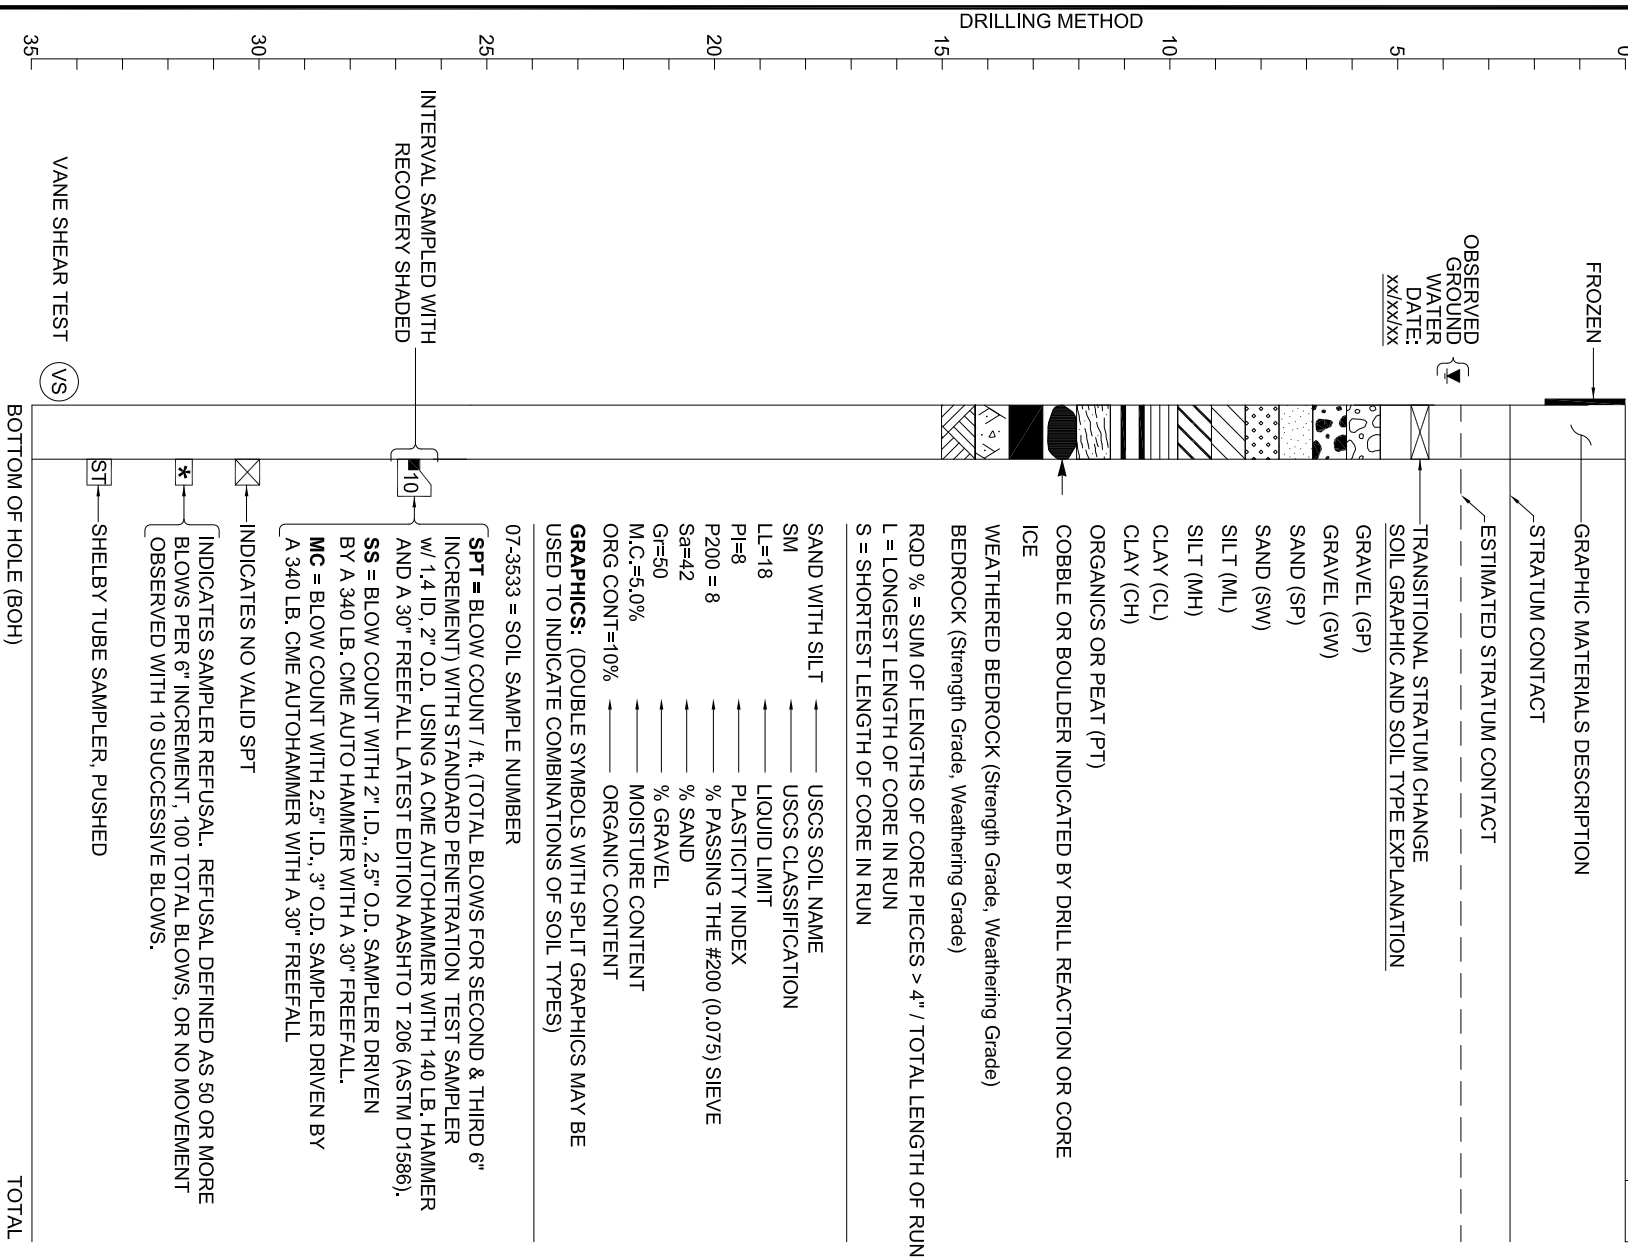 DRILLING METHOD
0
5
10
15
20
25
30
35
FROZEN
OBSERVED
GROUND
WATER
DATE:
xx/xx/xx
INTERVAL SAMPLED WITH
RECOVERY SHADED
VANE SHEAR TEST
VS
GRAPHIC MATERIALS DESCRIPTION
STRATUM CONTACT
ESTIMATED STRATUM CONTACT
TRANSITIONAL STRATUM CHANGE
SOIL GRAPHIC AND SOIL TYPE EXPLANATION
GRAVEL (GP)
GRAVEL (GW)
SAND (SP)
SAND (SW)
SILT (ML)
SILT (MH)
CLAY (CL)
CLAY (CH)
ORGANICS OR PEAT (PT)
COBBLE OR BOULDER INDICATED BY DRILL REACTION OR CORE
ICE
WEATHERED BEDROCK (Strength Grade, Weathering Grade)
BEDROCK (Strength Grade, Weathering Grade)
RQD % = SUM OF LENGTHS OF CORE PIECES > 4" / TOTAL LENGTH OF RUN
L = LONGEST LENGTH OF CORE IN RUN
S = SHORTEST LENGTH OF CORE IN RUN
SAND WITH SILT USCS SOIL NAME
SM USCS CLASSIFICATION
LL=18 LIQUID LIMIT
PI=8 PLASTICITY INDEX
P200 = 8 % PASSING THE #200 (0.075) SIEVE
Sa=42 % SAND
Gr=50 % GRAVEL
M.C.=5.0% MOISTURE CONTENT
ORG CONT=10% ORGANIC CONTENT
GRAPHICS: (DOUBLE SYMBOLS WITH SPLIT GRAPHICS MAY BE
USED TO INDICATE COMBINATIONS OF SOIL TYPES)
07-3533 = SOIL SAMPLE NUMBER
SPT = BLOW COUNT / ft. (TOTAL BLOWS FOR SECOND & THIRD 6"
INCREMENT) WITH STANDARD PENETRATION TEST SAMPLER
w/ 1.4 ID, 2" O.D. USING A CME AUTOHAMMER WITH 140 LB. HAMMER
AND A 30" FREEFALL LATEST EDITION AASHTO T 206 (ASTM D1586).
SS = BLOW COUNT WITH 2" I.D., 2.5" O.D. SAMPLER DRIVEN
BY A 340 LB. CME AUTO HAMMER WITH A 30" FREEFALL.
MC = BLOW COUNT WITH 2.5" I.D., 3" O.D. SAMPLER DRIVEN BY
A 340 LB. CME AUTOHAMMER WITH A 30" FREEFALL
10
INDICATES NO VALID SPT
*
INDICATES SAMPLER REFUSAL. REFUSAL DEFINED AS 50 OR MORE
BLOWS PER 6" INCREMENT, 100 TOTAL BLOWS, OR NO MOVEMENT
OBSERVED WITH 10 SUCCESSIVE BLOWS.
ST
SHELBY TUBE SAMPLER, PUSHED
BOTTOM OF HOLE (BOH)
TOTAL